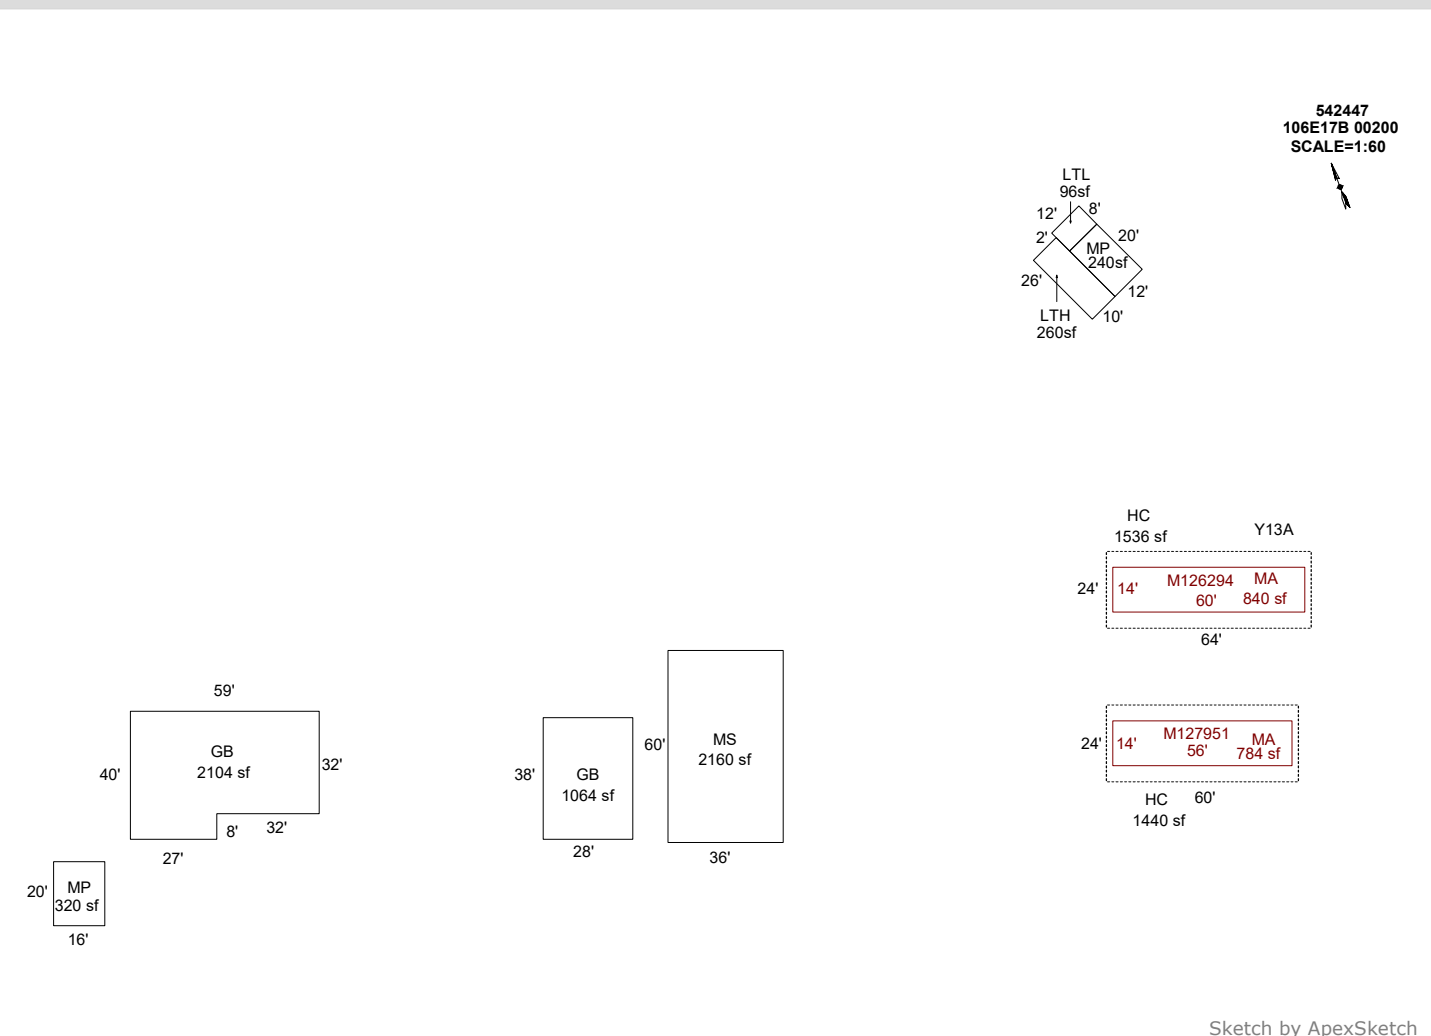 542447
106E17B 00200
SCALE=1:60
LTL
96sf
12'
8'
2'
20'
MP
240sf
26'
12'
LTH
260sf
10'
HC
1536 sf
Y13A
24'
14'
M126294
60'
MA
840 sf
64'
24'
14'
M127951
56'
MA
784 sf
HC
1440 sf
60'
59'
GB
2104 sf
40'
32'
8'
32'
27'
38'
GB
1064 sf
28'
60'
MS
2160 sf
36'
20'
MP
320 sf
16'
Sketch by ApexSketch